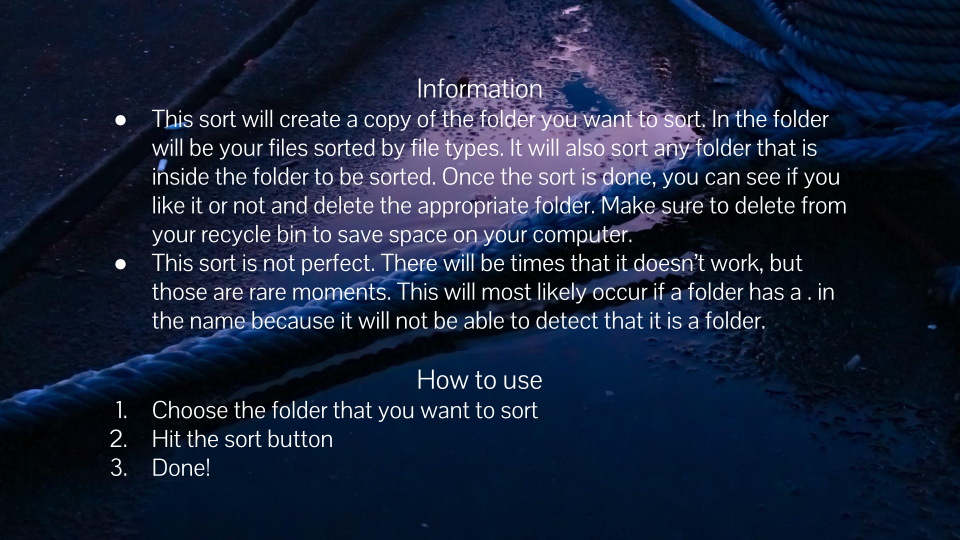 Information
● This sort will create a copy of the folder you want to sort. In the folder
will be your files sorted by file types. It will also sort any folder that is
inside the folder to be sorted. Once the sort is done, you can see if you
like it or not and delete the appropriate folder. Make sure to delete from
your recycle bin to save space on your computer.
● This sort is not perfect. There will be times that it doesn’t work, but
those are rare moments. This will most likely occur if a folder has a . in
the name because it will not be able to detect that it is a folder.
How to use
1. Choose the folder that you want to sort
2. Hit the sort button
3. Done!